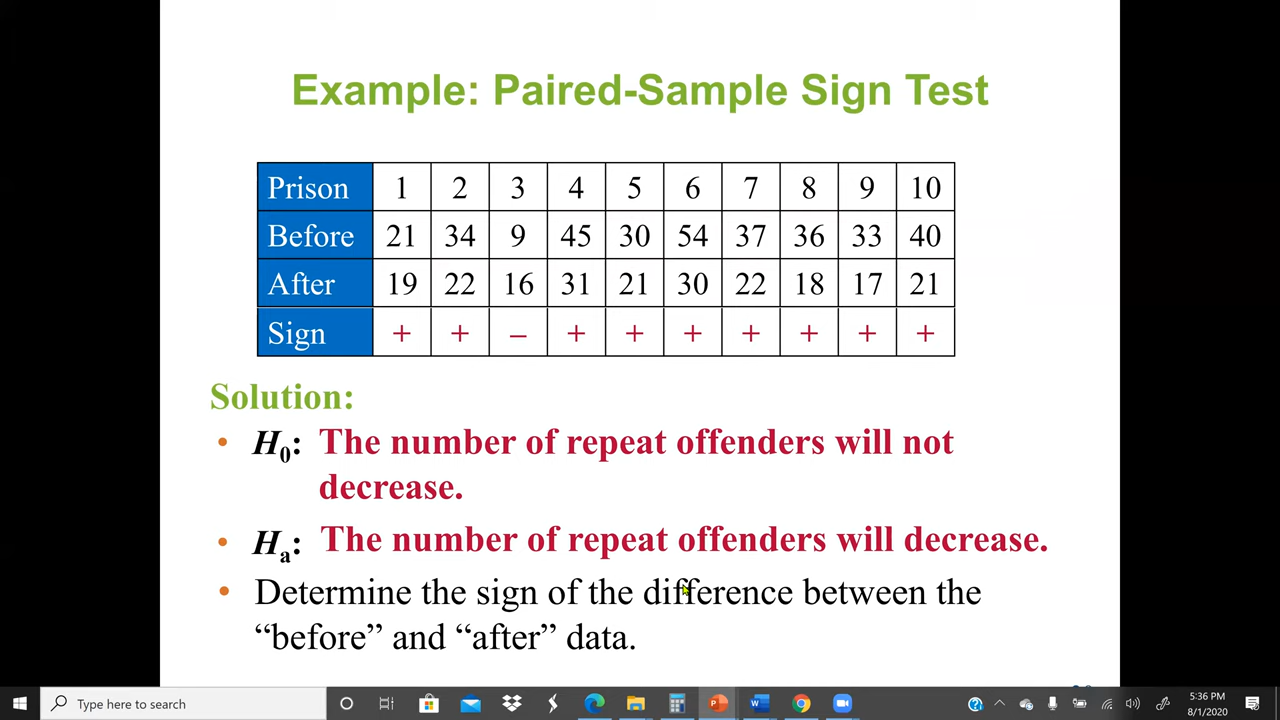 Example: Paired-Sample Sign Test
Prison 1 2 3 4 5 6 7 8 9 10
Before 21 34 9 45 30 54 37 36 33 40
After 19 22 16 31 21 30 22 18 17 21
Sign + + – + + + + + + +
Solution:
• H0: The number of repeat offenders will not
decrease.
• Ha: The number of repeat offenders will decrease.
• Determine the sign of the difference between the
“before” and “after” data.
Type here to search
5:36 PM
8/1/2020